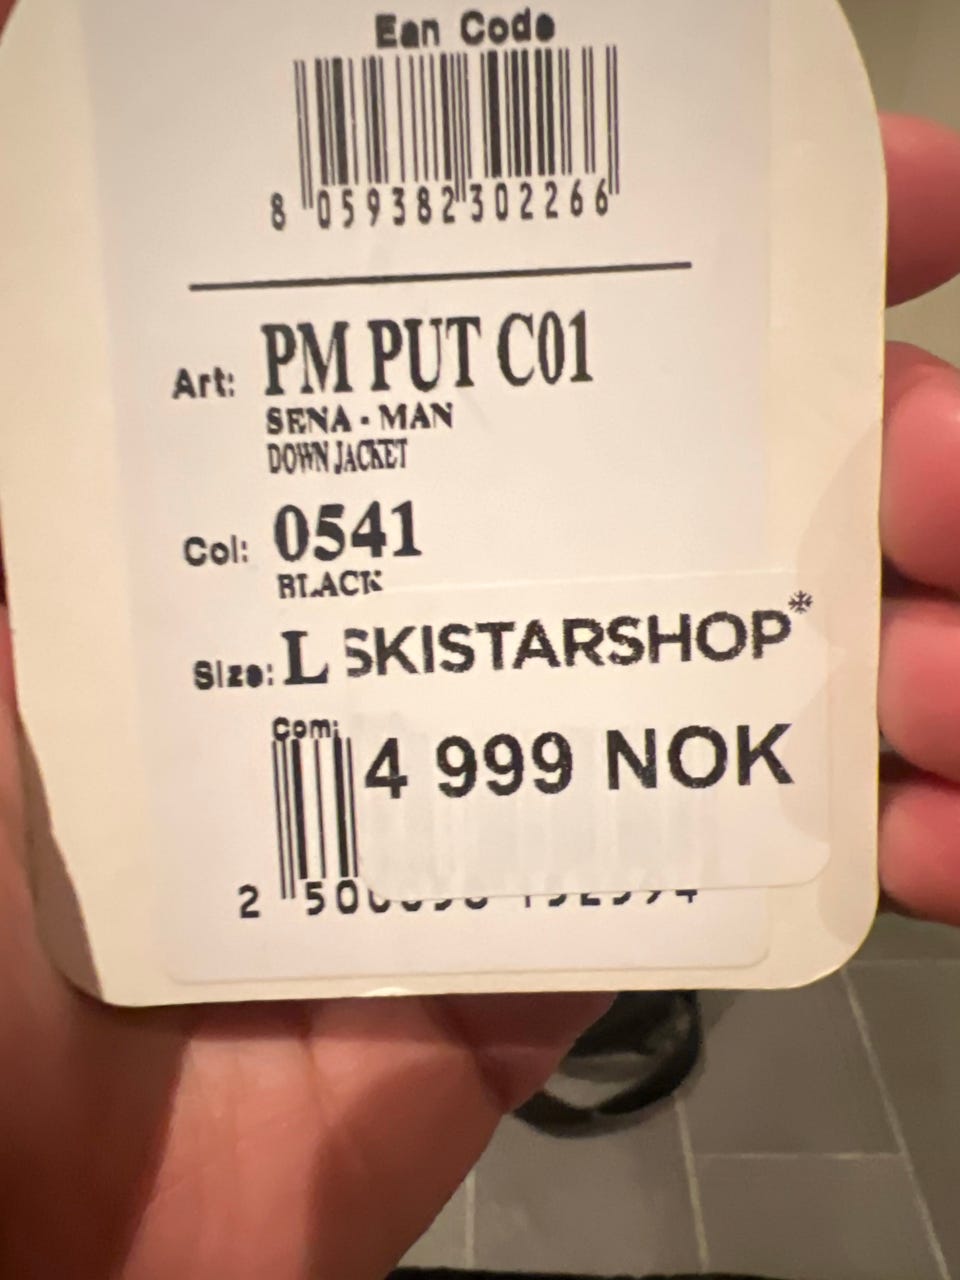 Ean Code
8 059382 302266
Art: PM PUT C01
SENA - MAN
DOWN JACKET
Col: 0541
BLACK
Size: L SKISTARSHOP
Com:
4 999 NOK